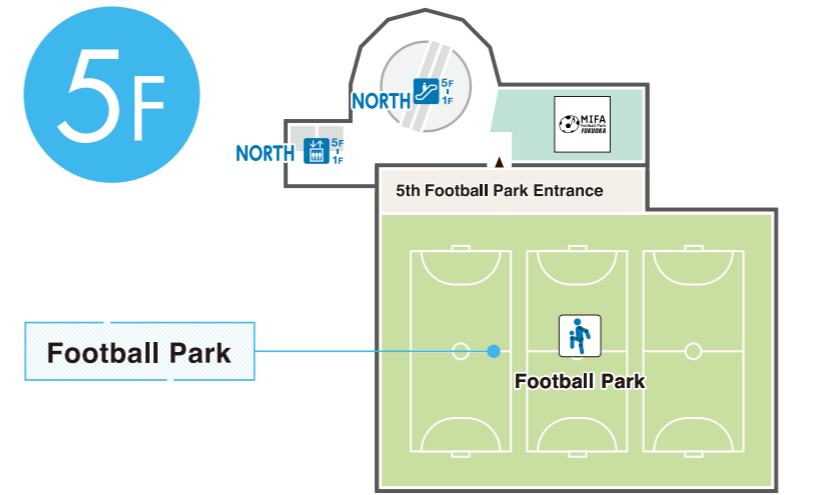 5F
NORTH
5F
1F
MIFA
Football Park
FUKUOKA
NORTH
5F
1F
5th Football Park Entrance
Football Park
Football Park